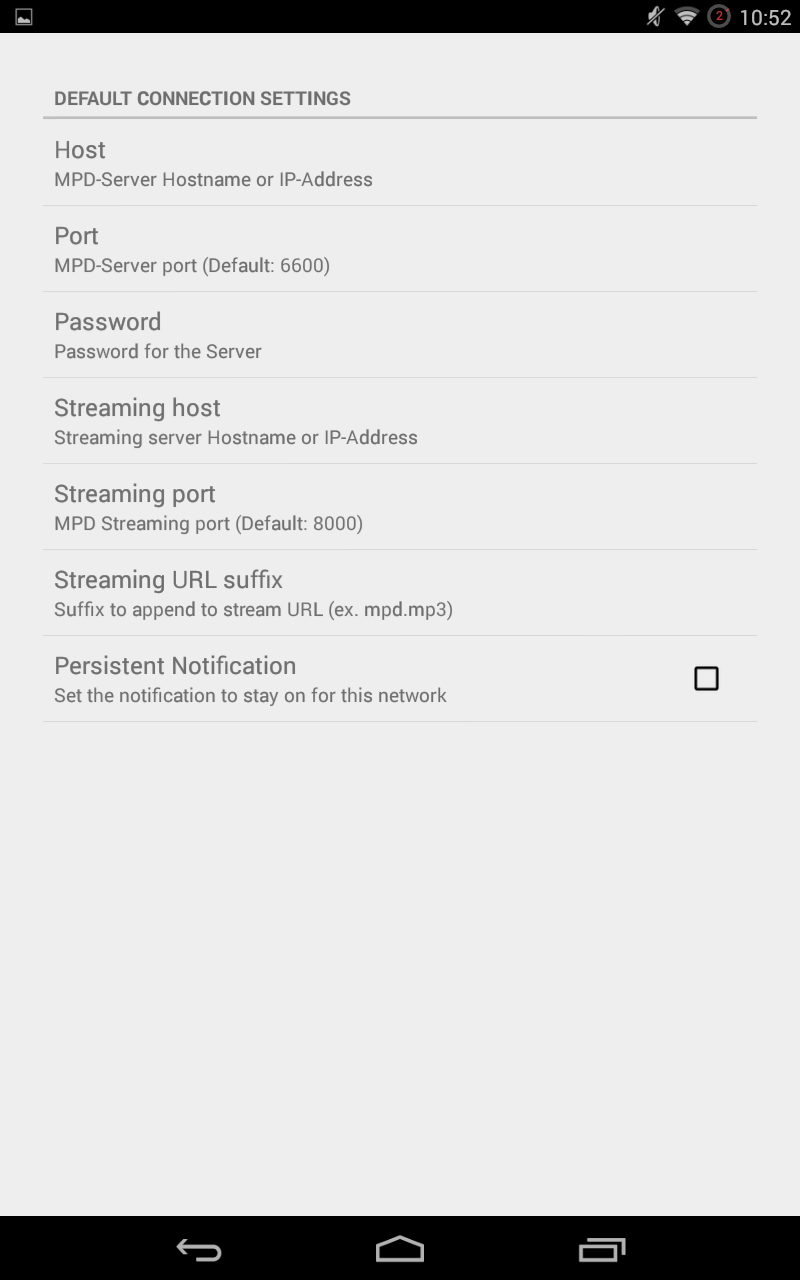 2
10:52
DEFAULT CONNECTION SETTINGS
Host
MPD-Server Hostname or IP-Address
Port
MPD-Server port (Default: 6600)
Password
Password for the Server
Streaming host
Streaming server Hostname or IP-Address
Streaming port
MPD Streaming port (Default: 8000)
Streaming URL suffix
Suffix to append to stream URL (ex. mpd.mp3)
Persistent Notification
Set the notification to stay on for this network